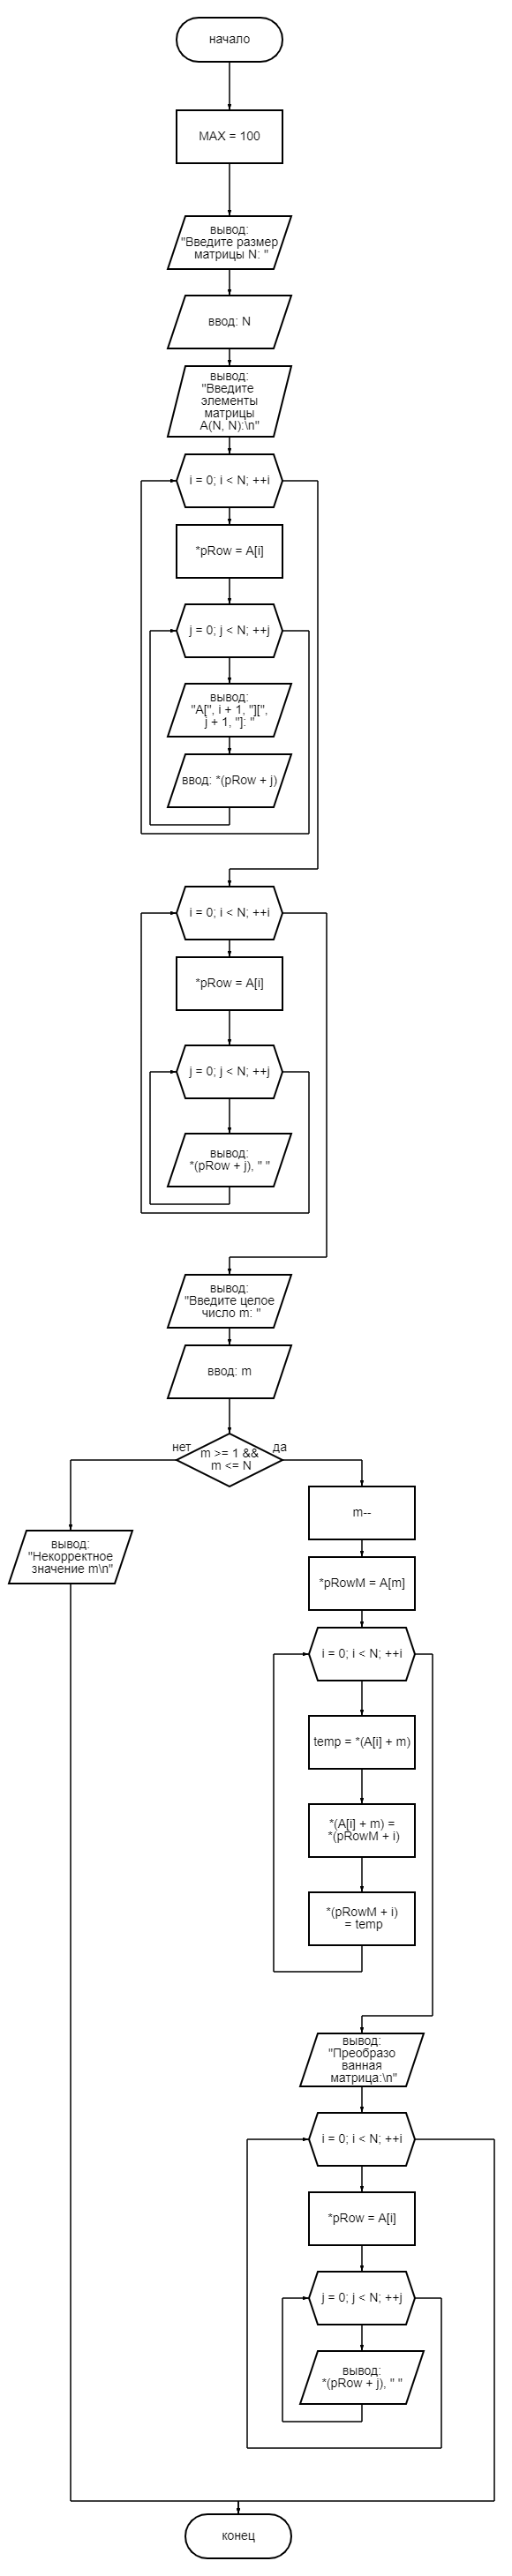 начало
MAX = 100
вывод:
"Введите размер
матрицы N: "
ввод: N
вывод:
"Введите
элементы
матрицы
A(N, N):\n"
i = 0; i < N; ++i
*pRow = A[i]
j = 0; j < N; ++j
вывод:
"A[", i + 1, "][",
j + 1, "]: "
ввод: *(pRow + j)
i = 0; i < N; ++i
*pRow = A[i]
j = 0; j < N; ++j
вывод:
*(pRow + j), " "
вывод:
"Введите целое
число m: "
ввод: m
нет
m >= 1 &&
m <= N
да
вывод:
"Некорректное
значение m\n"
m--
*pRowM = A[m]
i = 0; i < N; ++i
temp = *(A[i] + m)
*(A[i] + m) =
*(pRowM + i)
*(pRowM + i)
= temp
вывод:
"Преобразо
ванная
матрица:\n"
i = 0; i < N; ++i
*pRow = A[i]
j = 0; j < N; ++j
вывод:
*(pRow + j), " "
конец